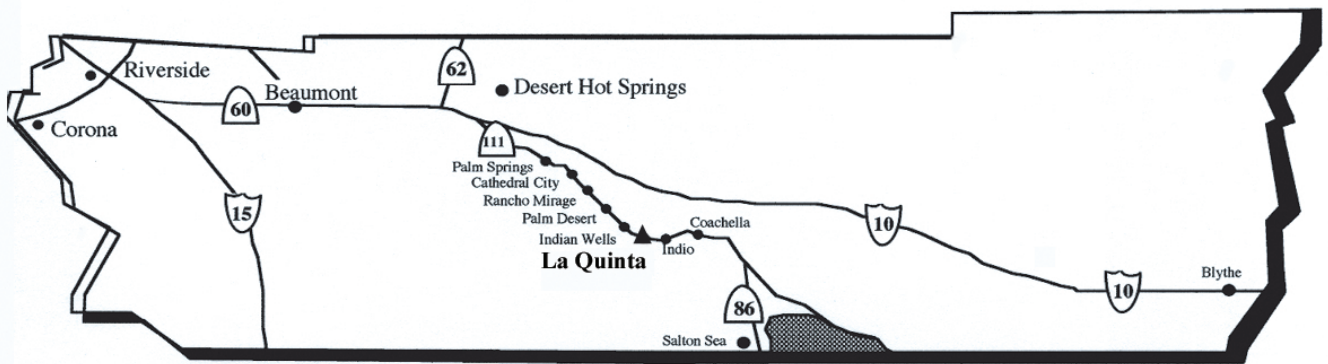 Riverside
62
Desert Hot Springs
60
Beaumont
Corona
111
Palm Springs
Cathedral City
Rancho Mirage
15
Palm Desert
Coachella
10
Indian Wells
Indio
La Quinta
Blythe
10
86
Salton Sea